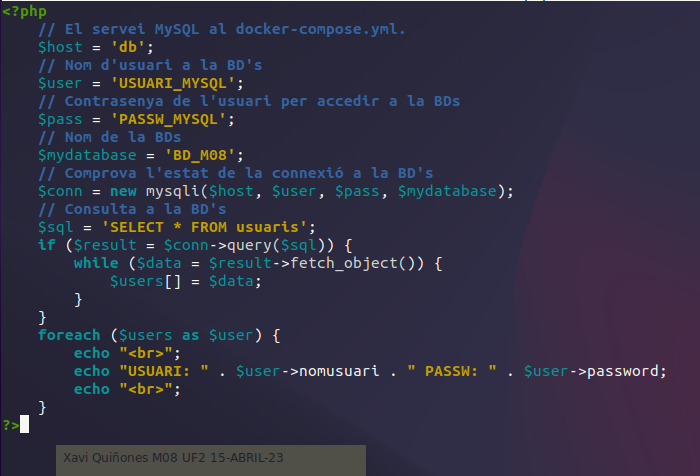 <?php
    // El servei MySQL al docker-compose.yml.
    $host = 'db';
    // Nom d'usuari a la BD's
    $user = 'USUARI_MYSQL';
    // Contrasenya de l'usuari per accedir a la BDs
    $pass = 'PASSW_MYSQL';
    // Nom de la BDs
    $mydatabase = 'BD_M08';
    // Comprova l'estat de la connexió a la BD's
    $conn = new mysqli($host, $user, $pass, $mydatabase);
    // Consulta a la BD's
    $sql = 'SELECT * FROM usuaris';
    if ($result = $conn->query($sql)) {
        while ($data = $result->fetch_object()) {
            $users[] = $data;
        }
    }
    foreach ($users as $user) {
        echo "<br>";
        echo "USUARI: " . $user->nomusuari . " PASSW: " . $user->password;
        echo "<br>";
    }
?>
Xavi Quiñones M08 UF2 15-ABRIL-23